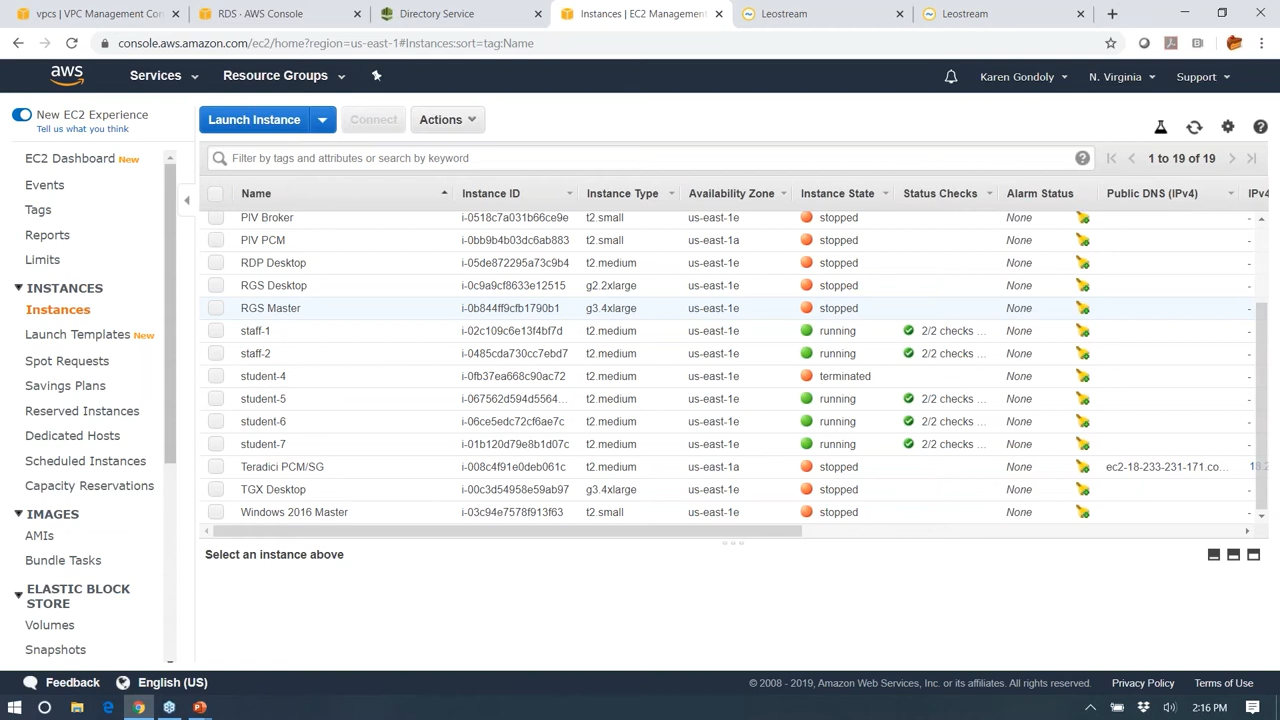 vpcs | VPC Management Con
RDS · AWS Console
Directory Service
Instances | EC2 Management
Leostream
Leostream
console.aws.amazon.com/ec2/home?region=us-east-1#Instances:sort=tag:Name
aws
Services
Resource Groups
Karen Gondoly
N. Virginia
Support
New EC2 Experience
Tell us what you think
EC2 Dashboard New
Events
Tags
Reports
Limits
INSTANCES
Instances
Launch Templates New
Spot Requests
Savings Plans
Reserved Instances
Dedicated Hosts
Scheduled Instances
Capacity Reservations
IMAGES
AMIs
Bundle Tasks
ELASTIC BLOCK
STORE
Volumes
Snapshots
Launch Instance
Connect
Actions
Filter by tags and attributes or search by keyword
1 to 19 of 19
Name Instance ID Instance Type Availability Zone Instance State Status Checks Alarm Status Public DNS (IPv4) IPv4
PIV Broker i-0518c7a031b66ce9e t2.small us-east-1e stopped None -
PIV PCM i-0bb9b4b03dc6ab883 t2.small us-east-1a stopped None -
RDP Desktop i-05de872295a73c9b4 t2.medium us-east-1e stopped None -
RGS Desktop i-0c9a9cf8633e12515 g2.2xlarge us-east-1e stopped None -
RGS Master i-0b844ff9cfb1790b1 g3.4xlarge us-east-1e stopped None -
staff-1 i-02c109c6e13f4bf7d t2.medium us-east-1e running 2/2 checks ... None -
staff-2 i-0485cda730cc7ebd7 t2.medium us-east-1e running 2/2 checks ... None -
student-4 i-0fb37ea668c90ac72 t2.medium us-east-1e terminated None -
student-5 i-067562d594d5564... t2.medium us-east-1e running 2/2 checks ... None -
student-6 i-06ce5edc72cf6ae7c t2.medium us-east-1e running 2/2 checks ... None -
student-7 i-01b120d79e8b1d07c t2.medium us-east-1e running 2/2 checks ... None -
Teradici PCM/SG i-008c4f91e0deb061c t2.medium us-east-1a stopped None ec2-18-233-231-171.co... 18.2
TGX Desktop i-00c3d54958e59ab97 g3.4xlarge us-east-1e stopped None -
Windows 2016 Master i-03c94e7578f913f63 t2.small us-east-1e stopped None -
Select an instance above
Feedback
English (US)
© 2008 - 2019, Amazon Web Services, Inc. or its affiliates. All rights reserved.
Privacy Policy
Terms of Use
2:16 PM